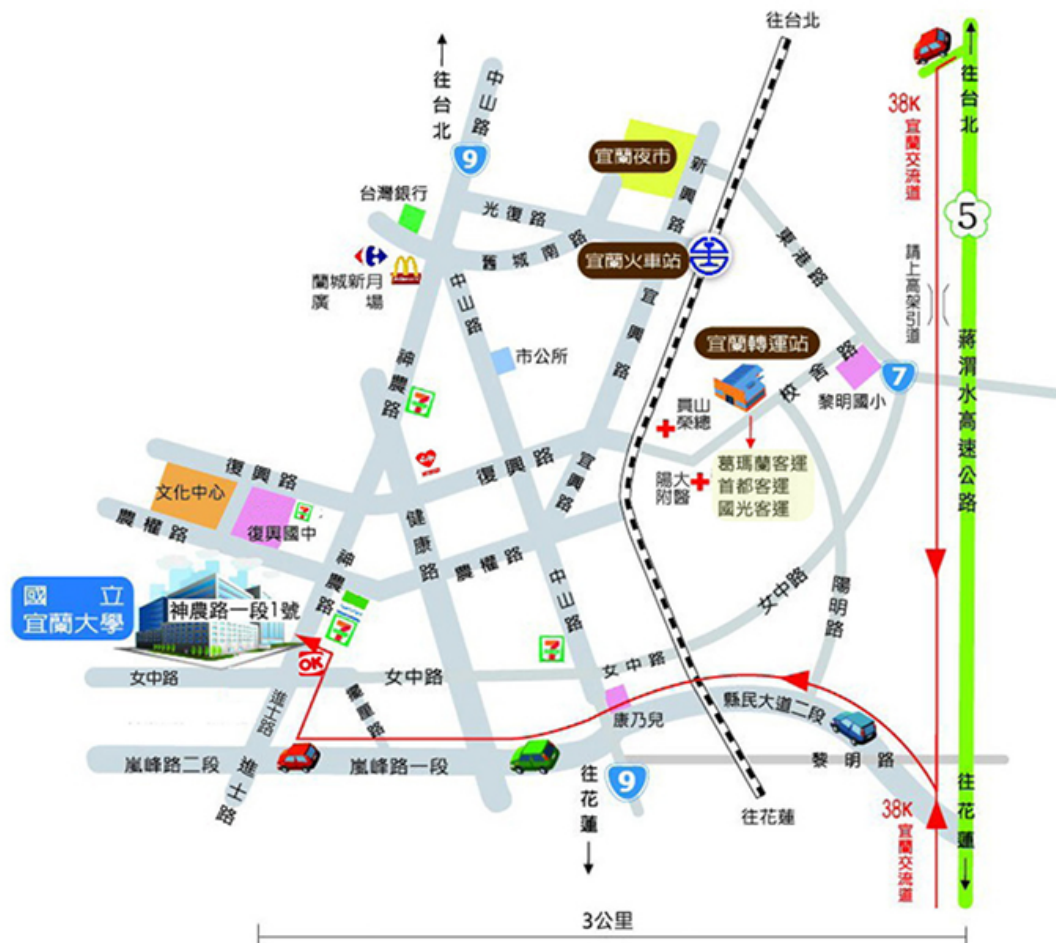 往台北
往台北
中山路
9
往台北
38K
宜蘭交流道
5
宜蘭夜市
新興路
台灣銀行
光復路
舊城南路
東港路
宜蘭火車站
蘭城新月
廣場
中山路
宜興路
請上高架引道
蔣渭水高速公路
宜蘭轉運站
市公所
校舍路
7
黎明國小
神農路
7
員山
榮總
復興路
宜興路
陽大
附醫
葛瑪蘭客運
首都客運
國光客運
復興路
文化中心
農權路
復興國中
7
健康路
農權路
神農路
中山路
女中路
陽明路
國立
宜蘭大學
神農路一段1號
7
OK
7
女中路
女中路
女中路
進士路
康乃兒
縣民大道二段
嵐峰路二段
進士路
嵐峰路一段
黎明路
往花蓮
9
往花蓮
38K
宜蘭交流道
往花蓮
3公里